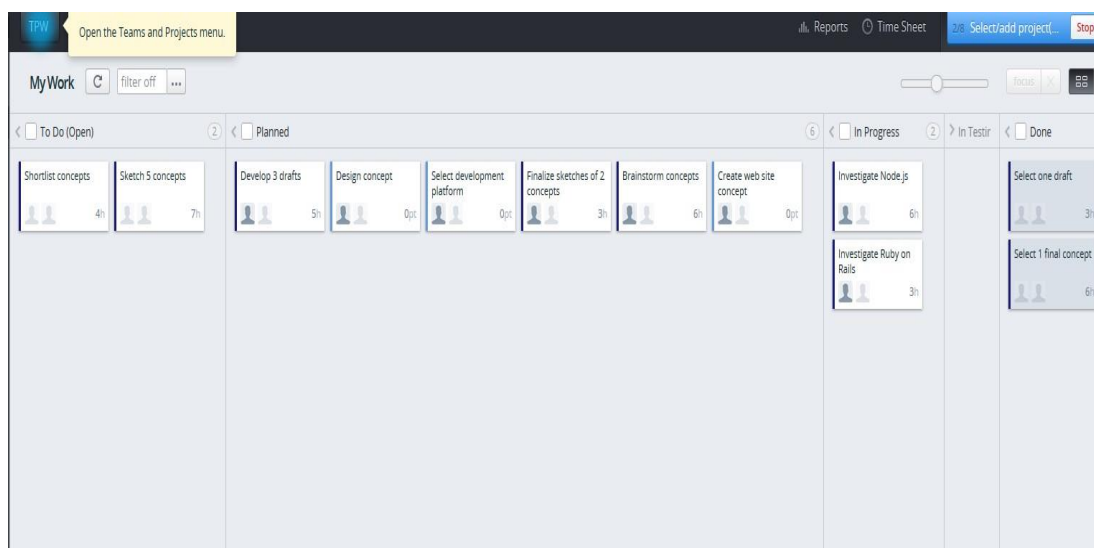 TPW
Open the Teams and Projects menu.
Reports
Time Sheet
2/8 Select/add project(...
Stop
My Work
filter off
...
focus
X
To Do (Open)
2
Planned
6
In Progress
2
In Testir
Done
Shortlist concepts
4h
Sketch 5 concepts
7h
Develop 3 drafts
5h
Design concept
0pt
Select development
platform
0pt
Finalize sketches of 2
concepts
3h
Brainstorm concepts
6h
Create web site
concept
0pt
Investigate Node.js
6h
Investigate Ruby on
Rails
3h
Select one draft
3h
Select 1 final concept
6h